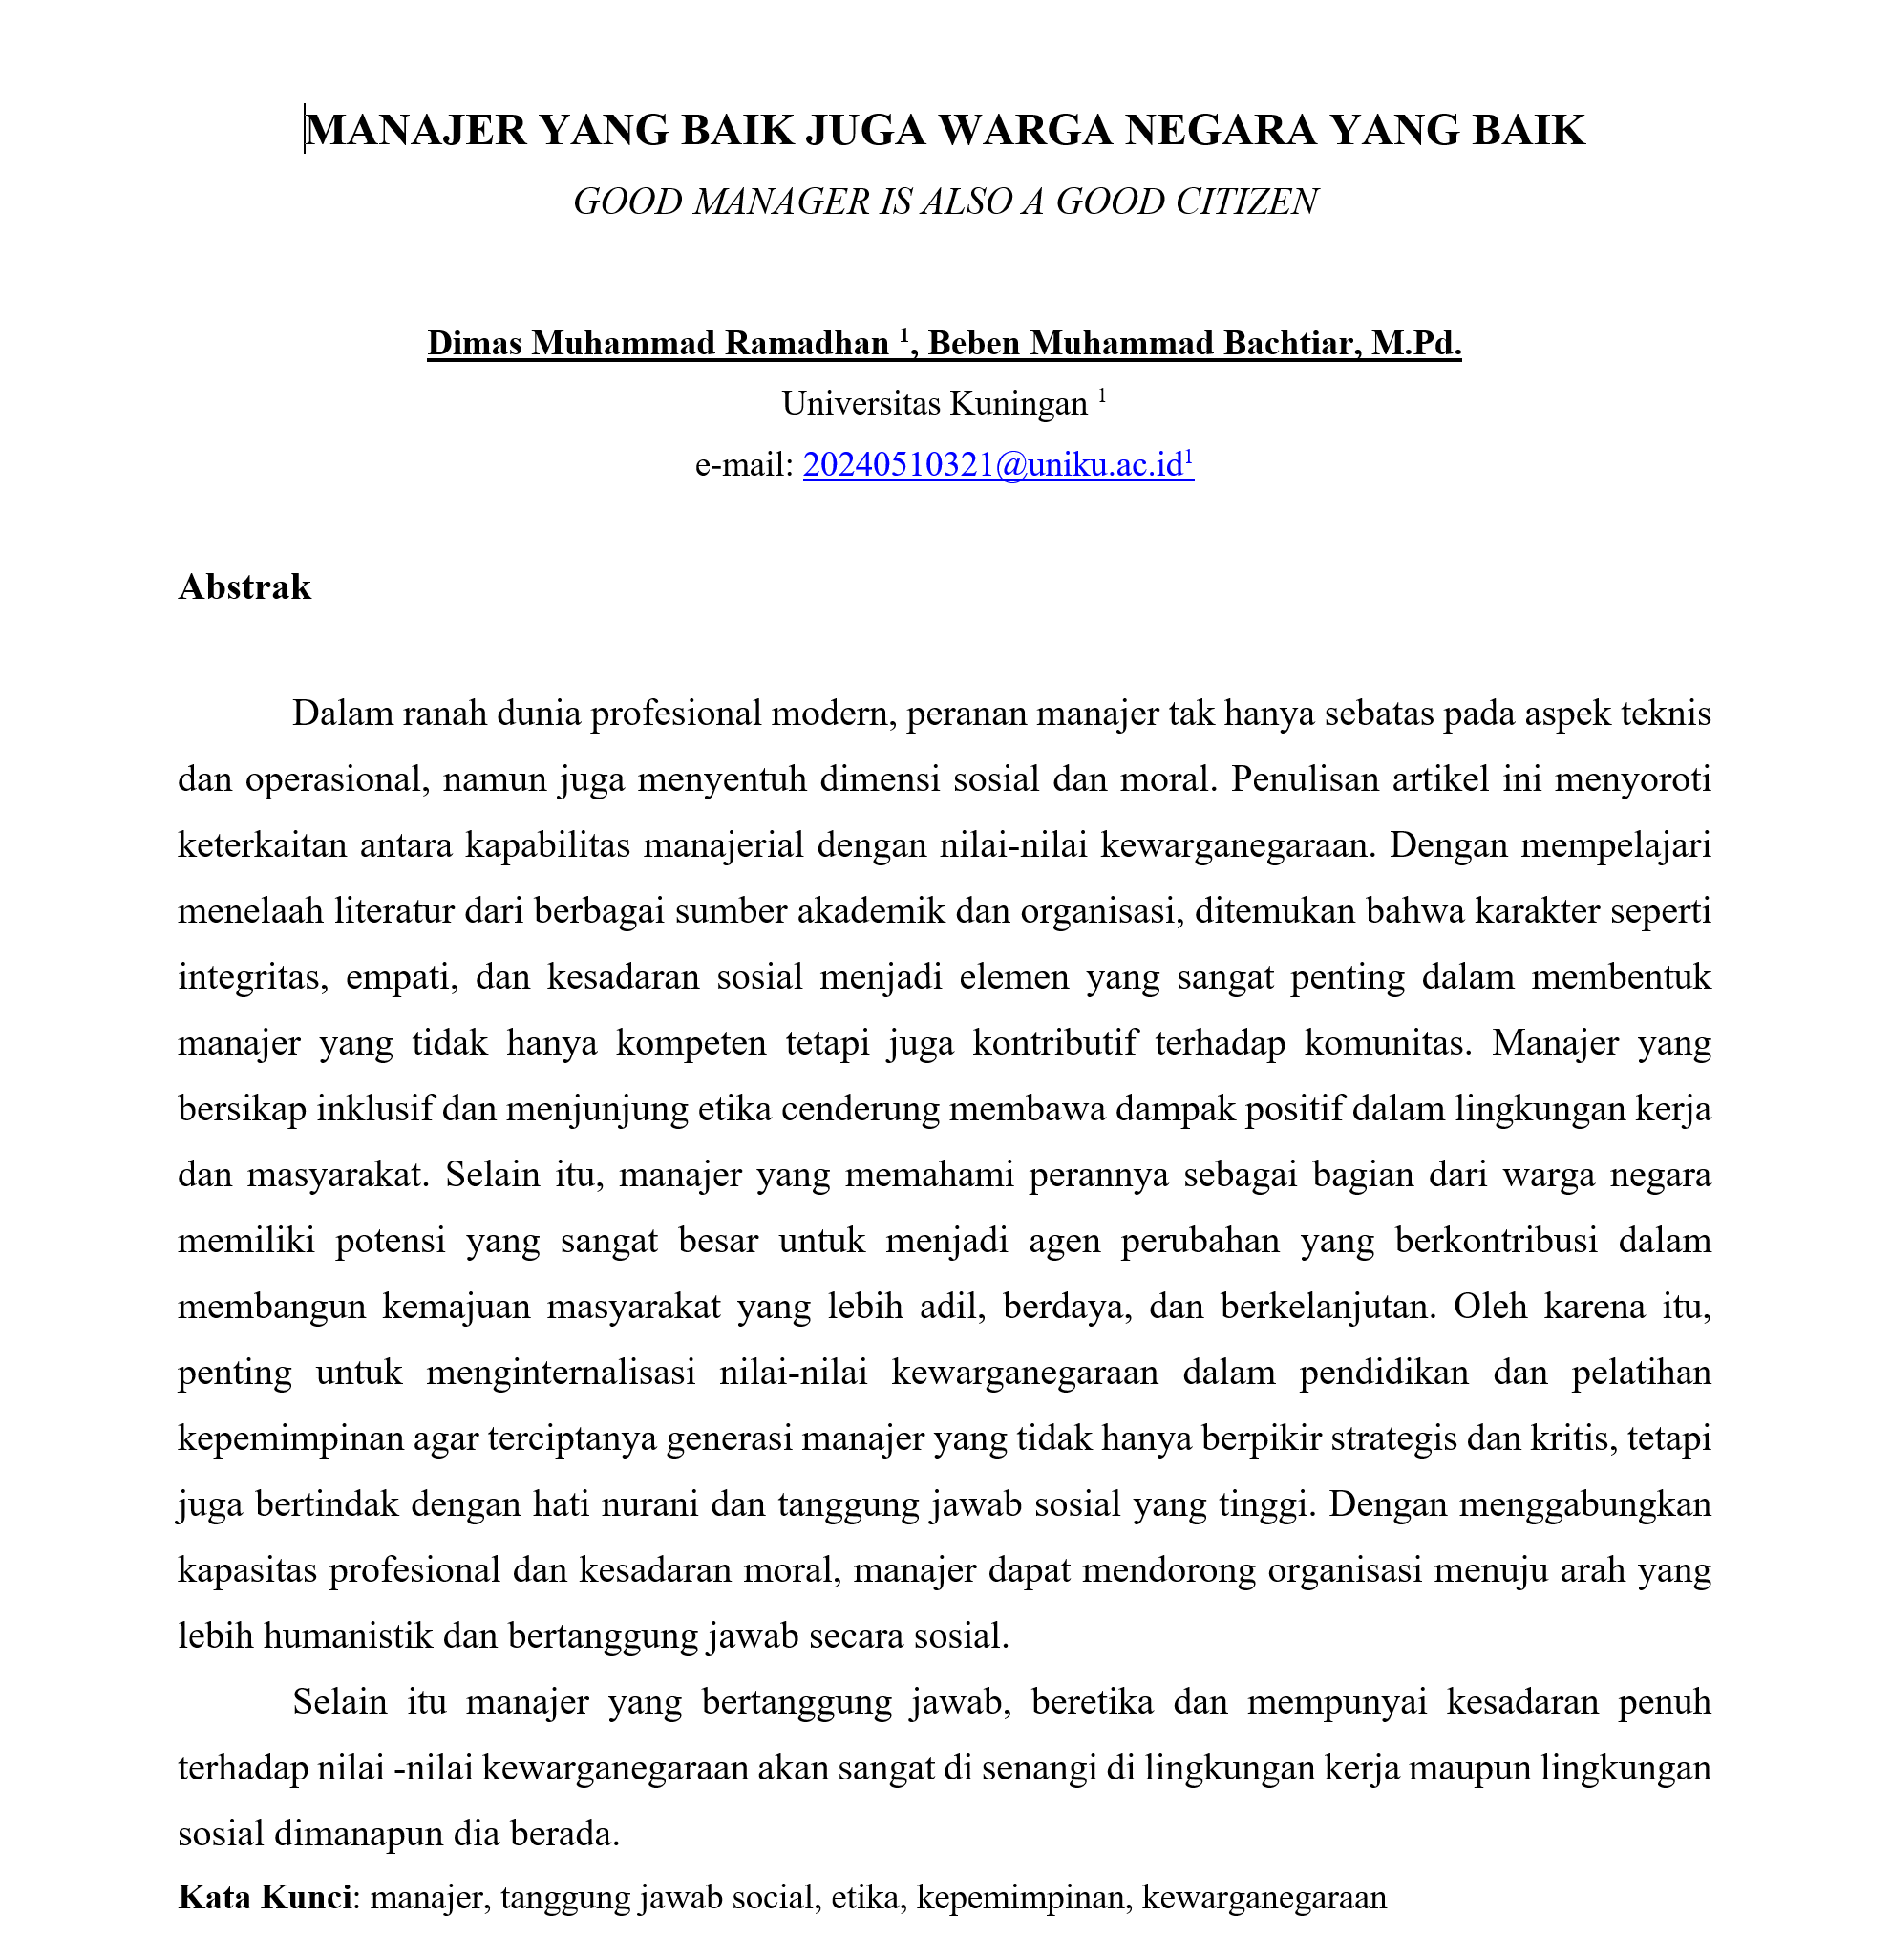 MANAJER YANG BAIK JUGA WARGA NEGARA YANG BAIK
GOOD MANAGER IS ALSO A GOOD CITIZEN
Dimas Muhammad Ramadhan ¹, Beben Muhammad Bachtiar, M.Pd.
Universitas Kuningan ¹
e-mail: 20240510321@uniku.ac.id¹
Abstrak
Dalam ranah dunia profesional modern, peranan manajer tak hanya sebatas pada aspek teknis
dan operasional, namun juga menyentuh dimensi sosial dan moral. Penulisan artikel ini menyoroti
keterkaitan antara kapabilitas manajerial dengan nilai-nilai kewarganegaraan. Dengan mempelajari
menelaah literatur dari berbagai sumber akademik dan organisasi, ditemukan bahwa karakter seperti
integritas, empati, dan kesadaran sosial menjadi elemen yang sangat penting dalam membentuk
manajer yang tidak hanya kompeten tetapi juga kontributif terhadap komunitas. Manajer yang
bersikap inklusif dan menjunjung etika cenderung membawa dampak positif dalam lingkungan kerja
dan masyarakat. Selain itu, manajer yang memahami perannya sebagai bagian dari warga negara
memiliki potensi yang sangat besar untuk menjadi agen perubahan yang berkontribusi dalam
membangun kemajuan masyarakat yang lebih adil, berdaya, dan berkelanjutan. Oleh karena itu,
penting untuk menginternalisasi nilai-nilai kewarganegaraan dalam pendidikan dan pelatihan
kepemimpinan agar terciptanya generasi manajer yang tidak hanya berpikir strategis dan kritis, tetapi
juga bertindak dengan hati nurani dan tanggung jawab sosial yang tinggi. Dengan menggabungkan
kapasitas profesional dan kesadaran moral, manajer dapat mendorong organisasi menuju arah yang
lebih humanistik dan bertanggung jawab secara sosial.
Selain itu manajer yang bertanggung jawab, beretika dan mempunyai kesadaran penuh
terhadap nilai -nilai kewarganegaraan akan sangat di senangi di lingkungan kerja maupun lingkungan
sosial dimanapun dia berada.
Kata Kunci: manajer, tanggung jawab social, etika, kepemimpinan, kewarganegaraan